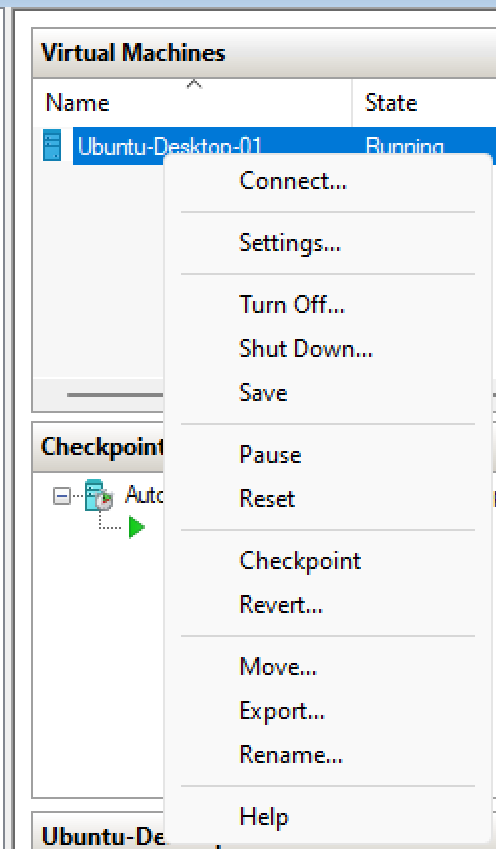 Virtual Machines
Name State
Ubuntu-Desktop-01 Running
Connect...
Settings...
Turn Off...
Shut Down...
Save
Checkpoint
Pause
Auto
Reset
Checkpoint
Revert...
Move...
Export...
Rename...
Help
Ubuntu-De